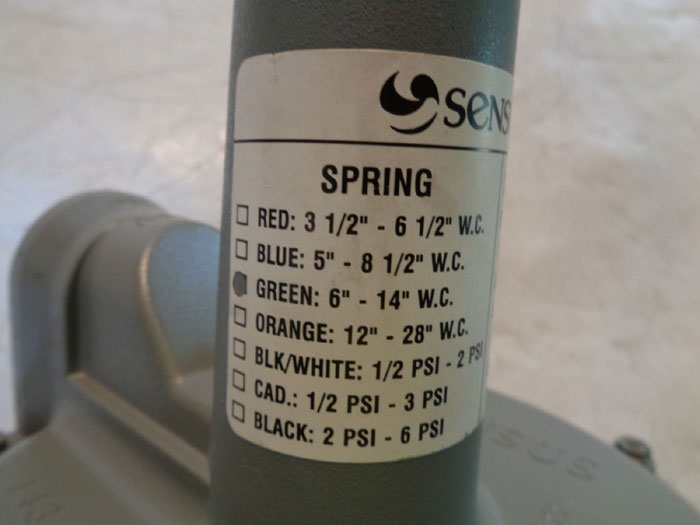 SENS
SPRING
RED: 3 1/2" - 6 1/2" W.C.
BLUE: 5" - 8 1/2" W.C.
GREEN: 6" - 14" W.C.
ORANGE: 12" - 28" W.C.
BLK/WHITE: 1/2 PSI - 2 PSI
CAD.: 1/2 PSI - 3 PSI
BLACK: 2 PSI - 6 PSI
SUS